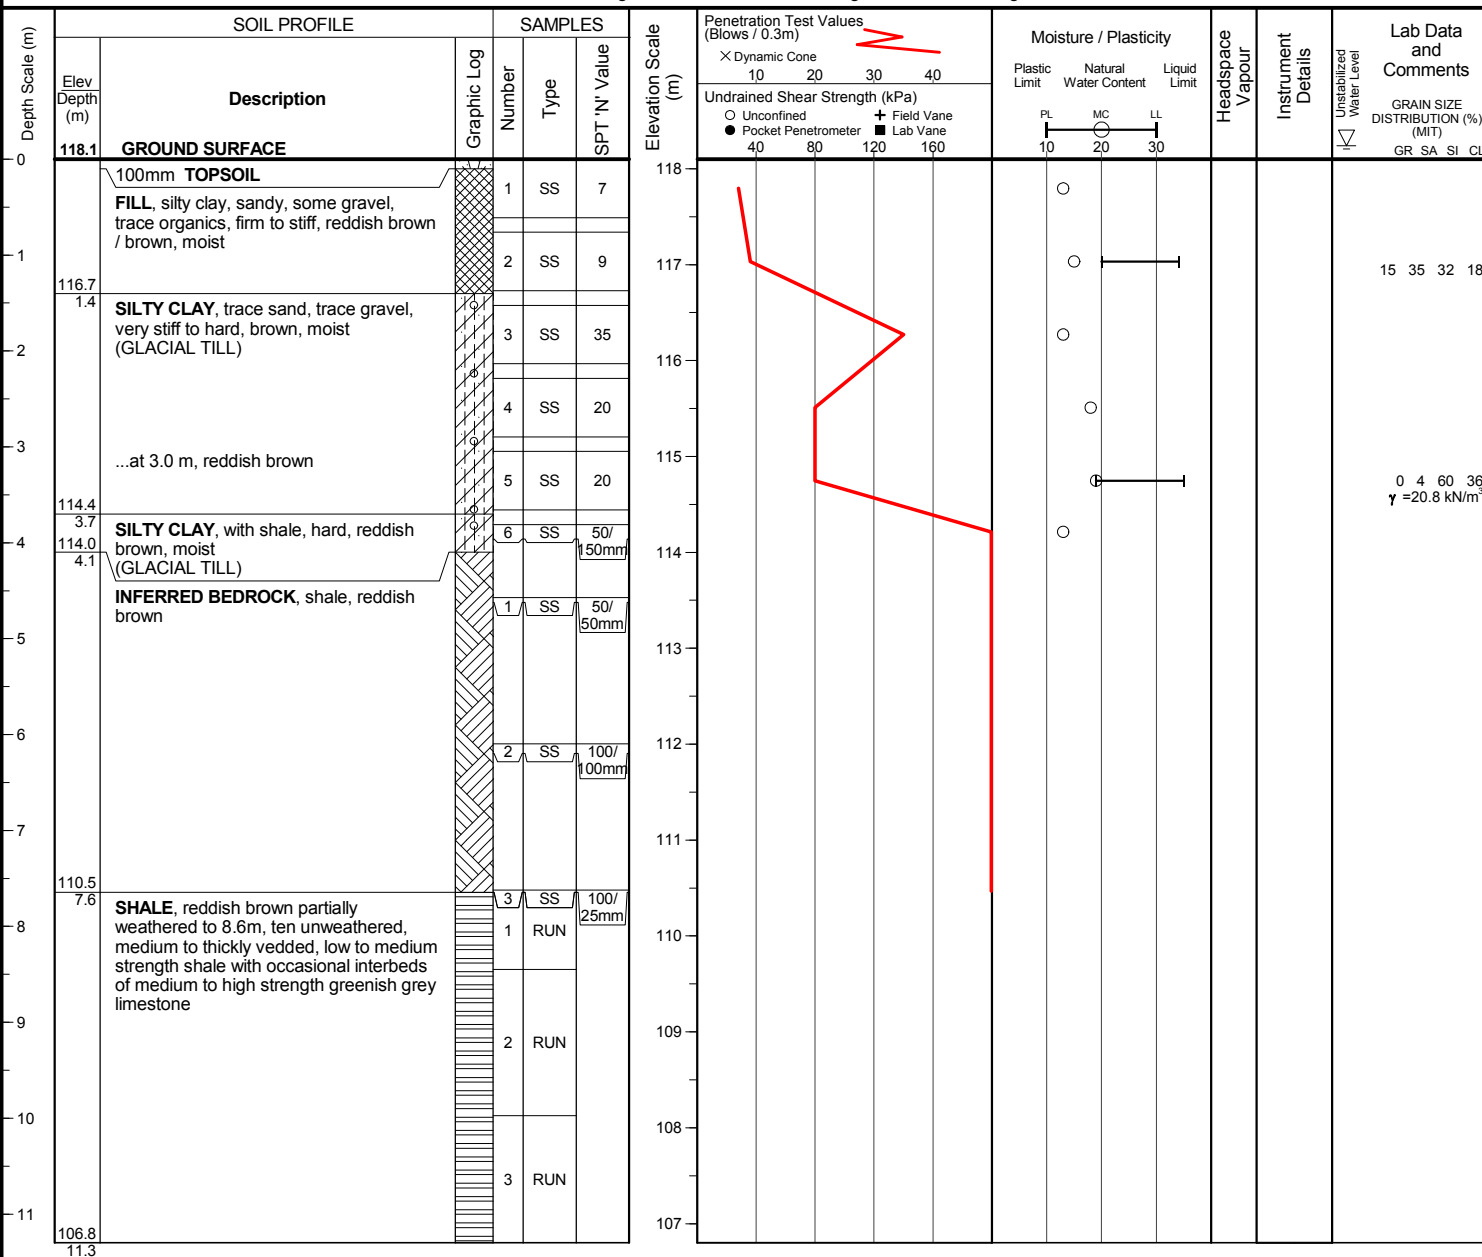 SOIL PROFILE
SAMPLES
Depth Scale (m)
Elev
Depth
(m)
Description
Graphic Log
Number
Type
SPT 'N' Value
Elevation Scale
(m)
Penetration Test Values
(Blows / 0.3m)
× Dynamic Cone
10 20 30 40
Undrained Shear Strength (kPa)
Unconfined
Field Vane
Pocket Penetrometer
Lab Vane
40 80 120 160
Moisture / Plasticity
Plastic
Limit
Natural
Water Content
Liquid
Limit
PL MC LL
10 20 30
Headspace
Vapour
Instrument
Details
Unstabilized
Water Level
Lab Data
and
Comments
GRAIN SIZE
DISTRIBUTION (%)
(MIT)
GR SA SI CL
118.1 GROUND SURFACE
0
100mm TOPSOIL
FILL, silty clay, sandy, some gravel,
trace organics, firm to stiff, reddish brown
/ brown, moist
116.7
1.4
SILTY CLAY, trace sand, trace gravel,
very stiff to hard, brown, moist
(GLACIAL TILL)
...at 3.0 m, reddish brown
114.4
3.7
SILTY CLAY, with shale, hard, reddish
brown, moist
(GLACIAL TILL)
114.0
4.1
INFERRED BEDROCK, shale, reddish
brown
110.5
7.6
SHALE, reddish brown partially
weathered to 8.6m, ten unweathered,
medium to thickly vedded, low to medium
strength shale with occasional interbeds
of medium to high strength greenish grey
limestone
106.8
11.3
1
2
3
4
5
6
7
8
9
10
11
1 SS 7
2 SS 9
3 SS 35
4 SS 20
5 SS 20
6 SS 50/
150mm
1 SS 50/
50mm
2 SS 100/
100mm
3 SS 100/
25mm
1 RUN
2 RUN
3 RUN
118
117
116
115
114
113
112
111
110
109
108
107
15 35 32 18
0 4 60 36
γ =20.8 kN/m³